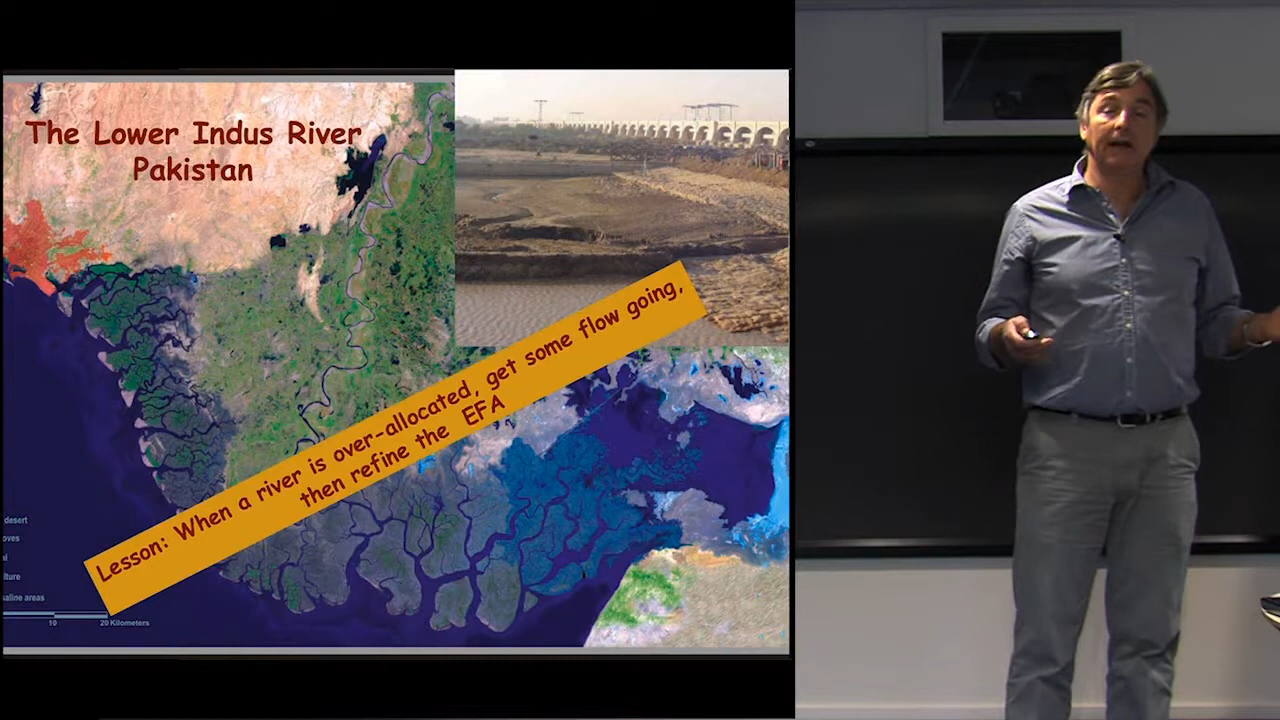 The Lower Indus River
Pakistan
Lesson: When a river is over-allocated, get some flow going,
then refine the EFA
desert
oves
lture
saline areas
10 20 Kilometers